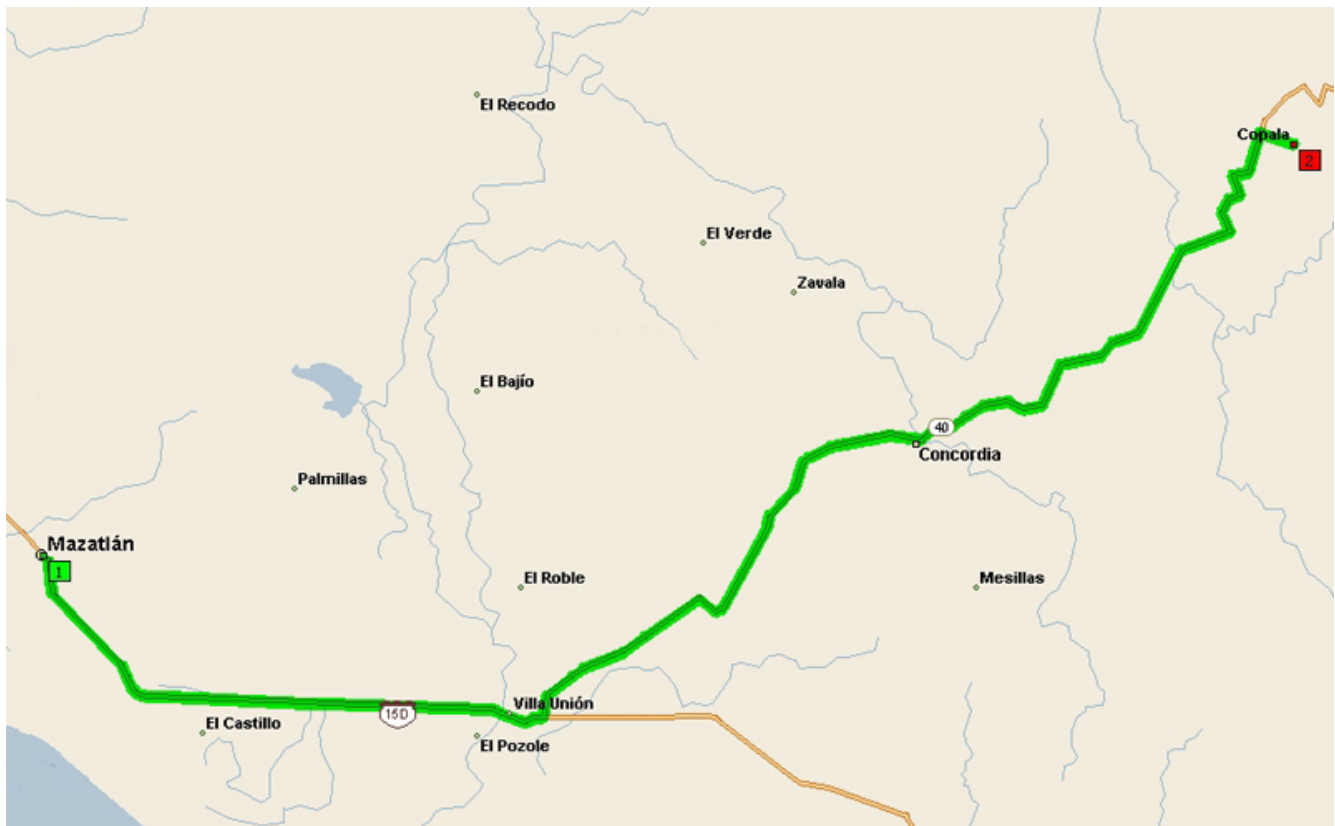 El Recodo
Copala
2
El Verde
Zavala
El Bajío
40
Concordia
Palmillas
Mazatlán
1
El Roble
Mesillas
Villa Unión
15D
El Castillo
El Pozole